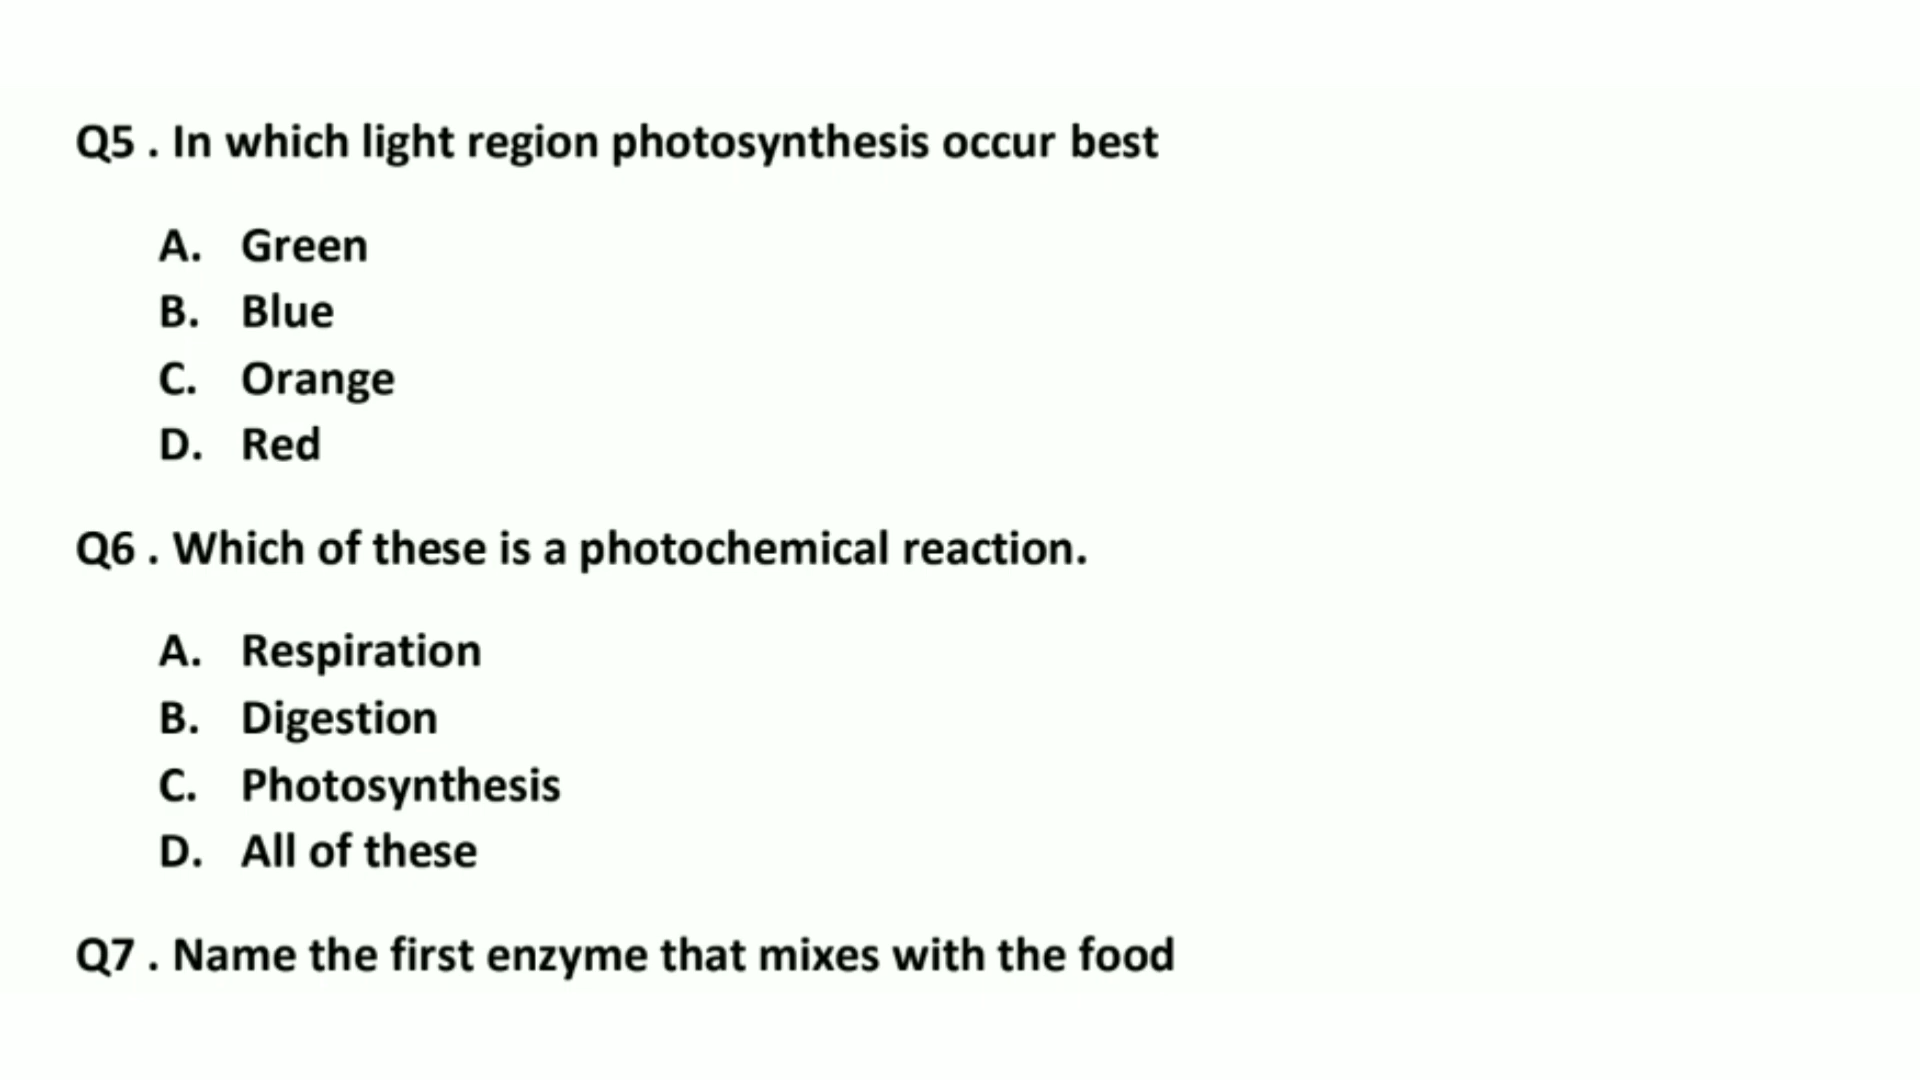 Q5 . In which light region photosynthesis occur best
A. Green
B. Blue
C. Orange
D. Red
Q6 . Which of these is a photochemical reaction.
A. Respiration
B. Digestion
C. Photosynthesis
D. All of these
Q7 . Name the first enzyme that mixes with the food